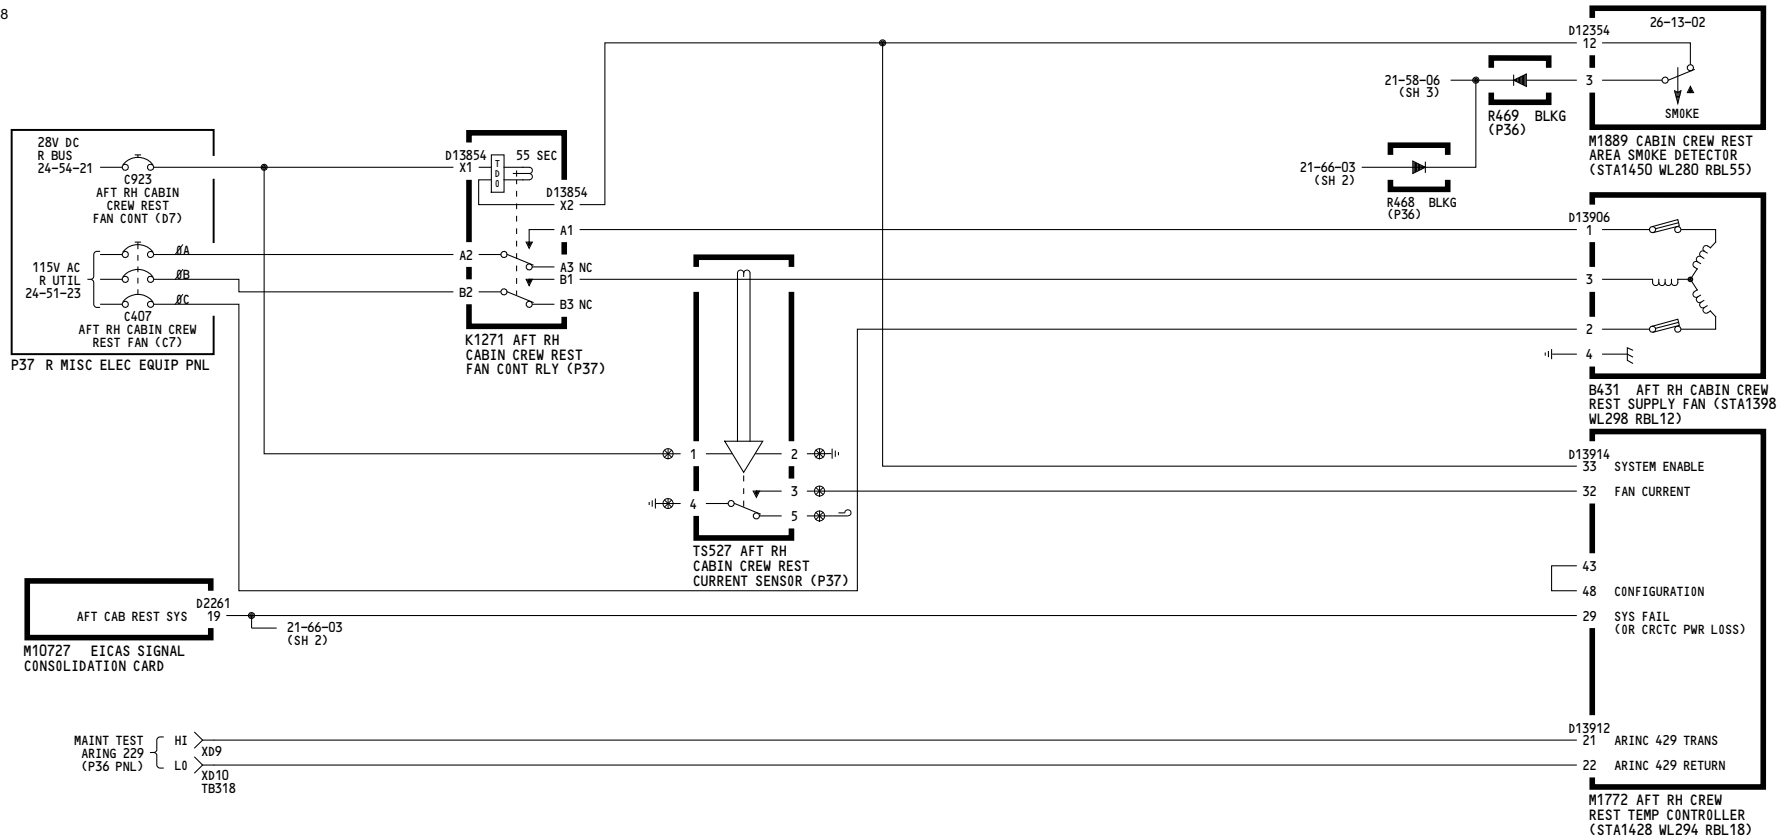 8
26-13-02
D12354
12
3
SMOKE
M1889 CABIN CREW REST
AREA SMOKE DETECTOR
(STA1450 WL280 RBL55)
21-58-06
(SH 3)
R469 BLKG
(P36)
21-66-03
(SH 2)
R468 BLKG
(P36)
28V DC
R BUS
24-54-21
C923
AFT RH CABIN
CREW REST
FAN CONT (D7)
115V AC
R UTIL
24-51-23
ØA
ØB
ØC
C407
AFT RH CABIN CREW
REST FAN (C7)
P37 R MISC ELEC EQUIP PNL
D13854
X1
TDO
55 SEC
D13854
X2
A1
A2
A3 NC
B1
B2
B3 NC
K1271 AFT RH
CABIN CREW REST
FAN CONT RLY (P37)
1
2
3
4
5
TS527 AFT RH
CABIN CREW REST
CURRENT SENSOR (P37)
D13906
1
3
2
4
B431 AFT RH CABIN CREW
REST SUPPLY FAN (STA1398
WL298 RBL12)
D13914
33 SYSTEM ENABLE
32 FAN CURRENT
43
48 CONFIGURATION
29 SYS FAIL
(OR CRCTC PWR LOSS)
D13912
21 ARINC 429 TRANS
22 ARINC 429 RETURN
M1772 AFT RH CREW
REST TEMP CONTROLLER
(STA1428 WL294 RBL18)
AFT CAB REST SYS
D2261
19
21-66-03
(SH 2)
M10727 EICAS SIGNAL
CONSOLIDATION CARD
MAINT TEST
ARING 229
(P36 PNL)
HI
XD9
LO
XD10
TB318